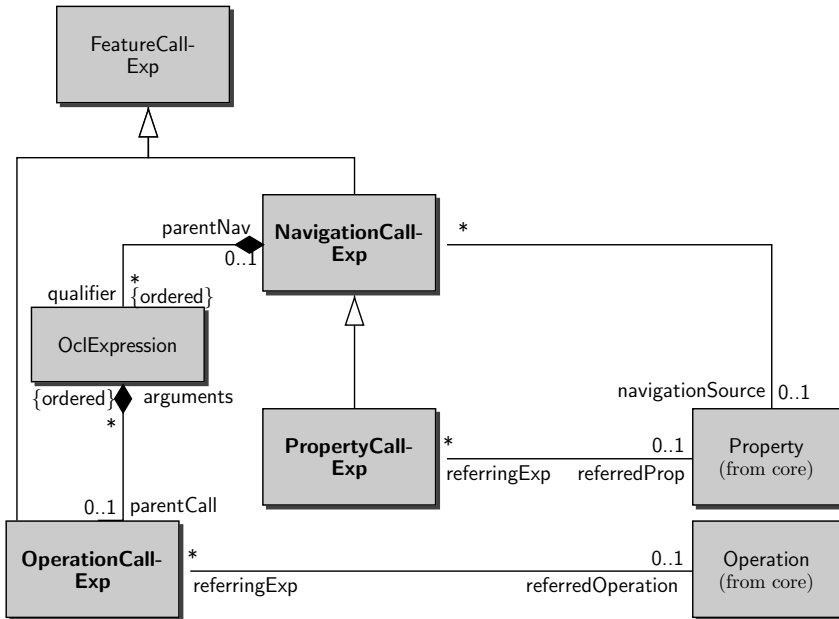 FeatureCall-
Exp
parentNav
0..1
NavigationCall-
Exp
*
qualifier
*
{ordered}
OclExpression
{ordered}
arguments
*
navigationSource
0..1
PropertyCall-
Exp
*
referringExp
0..1
referredProp
Property
(from core)
0..1
parentCall
OperationCall-
Exp
*
referringExp
0..1
referredOperation
Operation
(from core)